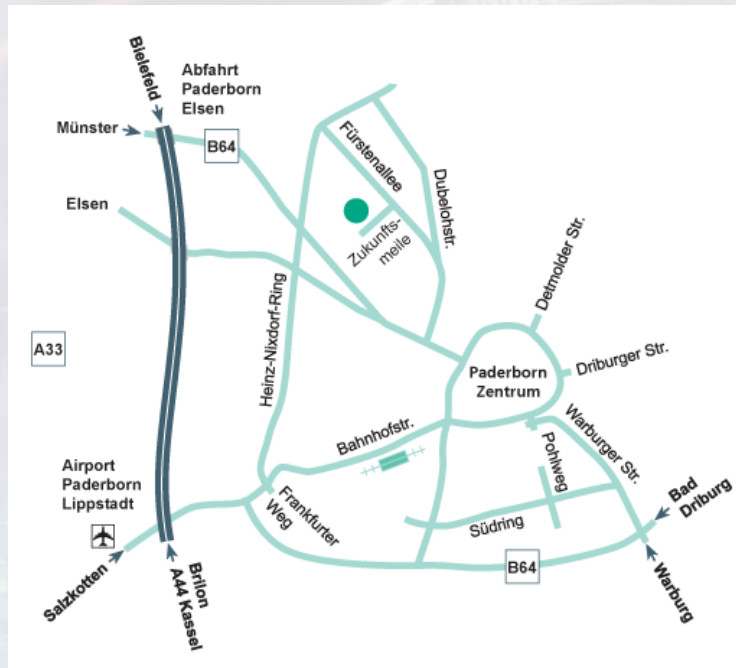 Bielefeld
Abfahrt
Paderborn
Elsen
Münster
B64
Elsen
Fürstenallee
Dubelohstr.
Zukunfts-
meile
Heinz-Nixdorf-Ring
Detmolder Str.
A33
Paderborn
Zentrum
Driburger Str.
Bahnhofstr.
Warburger Str.
Pohlweg
Airport
Paderborn
Lippstadt
Frankfurter
Weg
Südring
Bad
Driburg
Salzkotten
Brilon
A44 Kassel
B64
Warburg